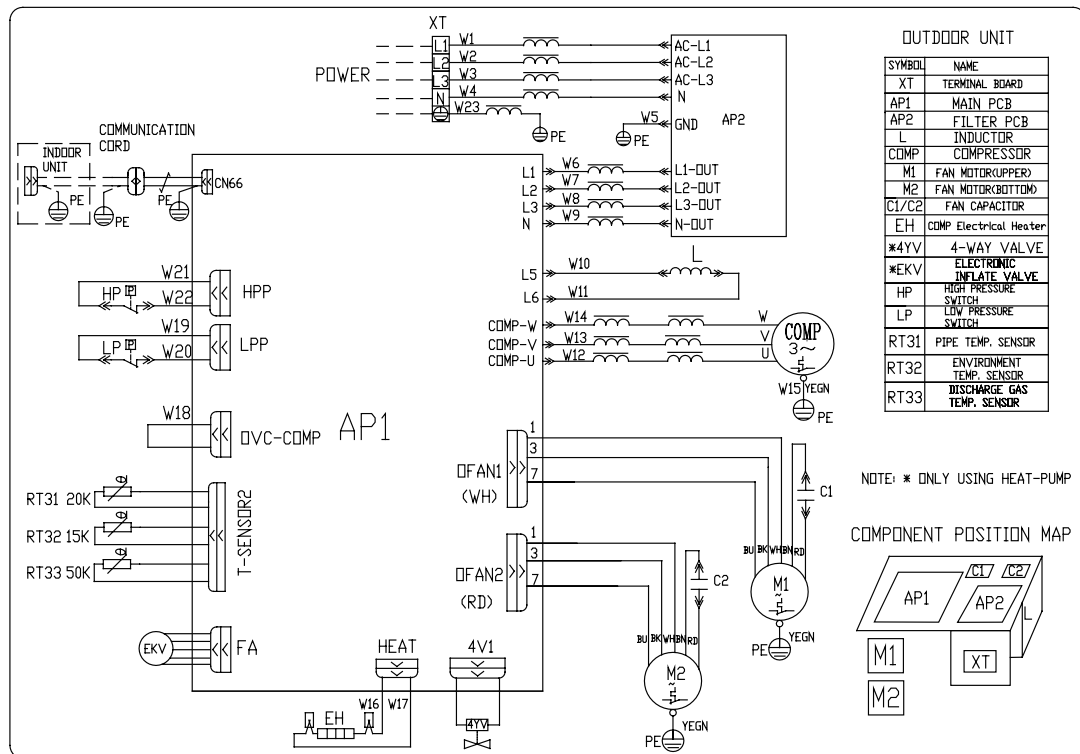 XT
POWER
L1
L2
L3
N
W1
W2
W3
W4
W23
PE
AC-L1
AC-L2
AC-L3
N
W5
PE
GND
AP2
L1-OUT
L2-OUT
L3-OUT
N-OUT
COMMUNICATION
CORD
INDOOR
UNIT
PE
PE
PE
CN66
L1
L2
L3
N
W6
W7
W8
W9
L5
L6
W10
W11
L
W21
HP
P
W22
HPP
W19
LP
P
W20
LPP
COMP-W
COMP-V
COMP-U
W14
W13
W12
W
V
U
COMP
3~
W15
YEGN
PE
W18
OVC-COMP
AP1
RT31 20K
RT32 15K
RT33 50K
θ
θ
θ
T-SENSOR2
OFAN1
(WH)
1
3
7
OFAN2
(RD)
1
3
7
C1
C2
BU
BK
WH
BN
RD
M1
~
YEGN
PE
BU
BK
WH
BN
RD
M2
~
YEGN
PE
EKV
FA
HEAT
W16
W17
EH
4V1
4YV
OUTDOOR UNIT
SYMBOL NAME
XT TERMINAL BOARD
AP1 MAIN PCB
AP2 FILTER PCB
L INDUCTOR
COMP COMPRESSOR
M1 FAN MOTOR(UPPER)
M2 FAN MOTOR(BOTTOM)
C1/C2 FAN CAPACITOR
EH COMP Electrical Heater
*4YV 4-WAY VALVE
*EKV ELECTRONIC
INFLATE VALVE
HP HIGH PRESSURE
SWITCH
LP LOW PRESSURE
SWITCH
RT31 PIPE TEMP. SENSOR
RT32 ENVIRONMENT
TEMP. SENSOR
RT33 DISCHARGE GAS
TEMP. SENSOR
NOTE: * ONLY USING HEAT-PUMP
COMPONENT POSITION MAP
C1
C2
AP1
AP2
L
XT
M1
M2